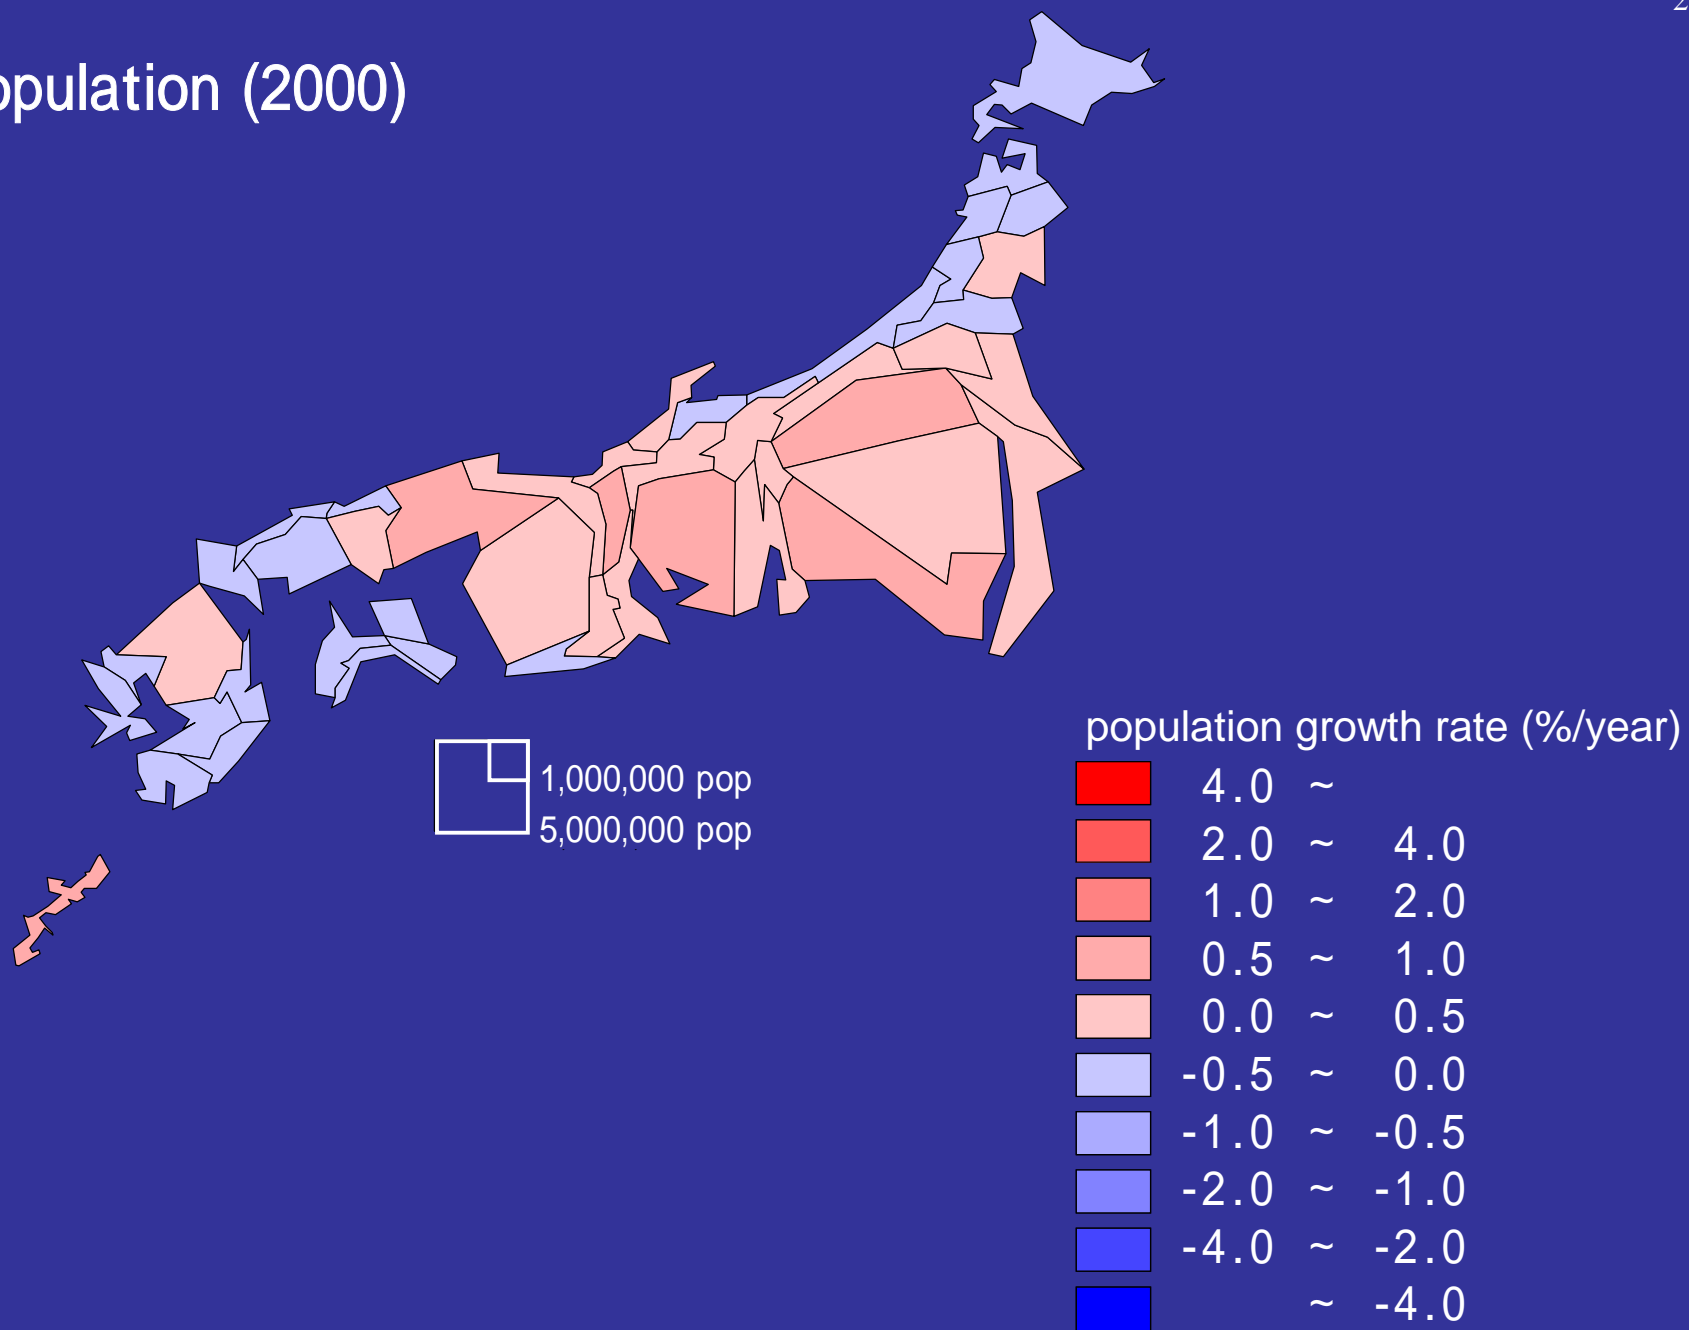 2
opulation (2000)
1,000,000 pop
5,000,000 pop
population growth rate (%/year)
4.0 ~
2.0 ~ 4.0
1.0 ~ 2.0
0.5 ~ 1.0
0.0 ~ 0.5
-0.5 ~ 0.0
-1.0 ~ -0.5
-2.0 ~ -1.0
-4.0 ~ -2.0
~ -4.0